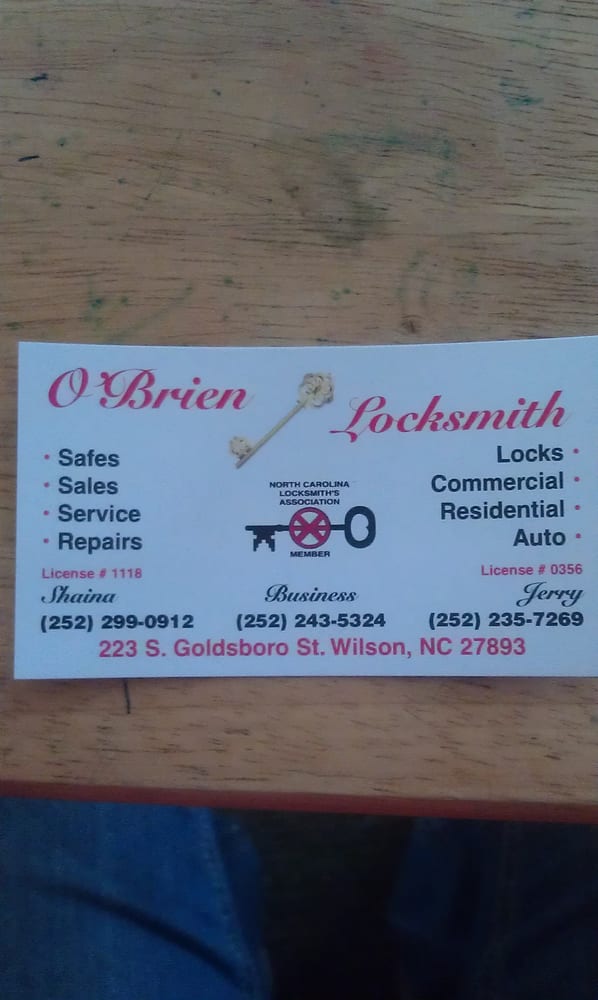 O'Brien Locksmith
• Safes
• Sales
• Service
• Repairs
Locks •
Commercial •
Residential •
Auto •
NORTH CAROLINA
LOCKSMITH'S
ASSOCIATION
MEMBER
License # 1118
Shaina
(252) 299-0912
Business
(252) 243-5324
License # 0356
Jerry
(252) 235-7269
223 S. Goldsboro St. Wilson, NC 27893